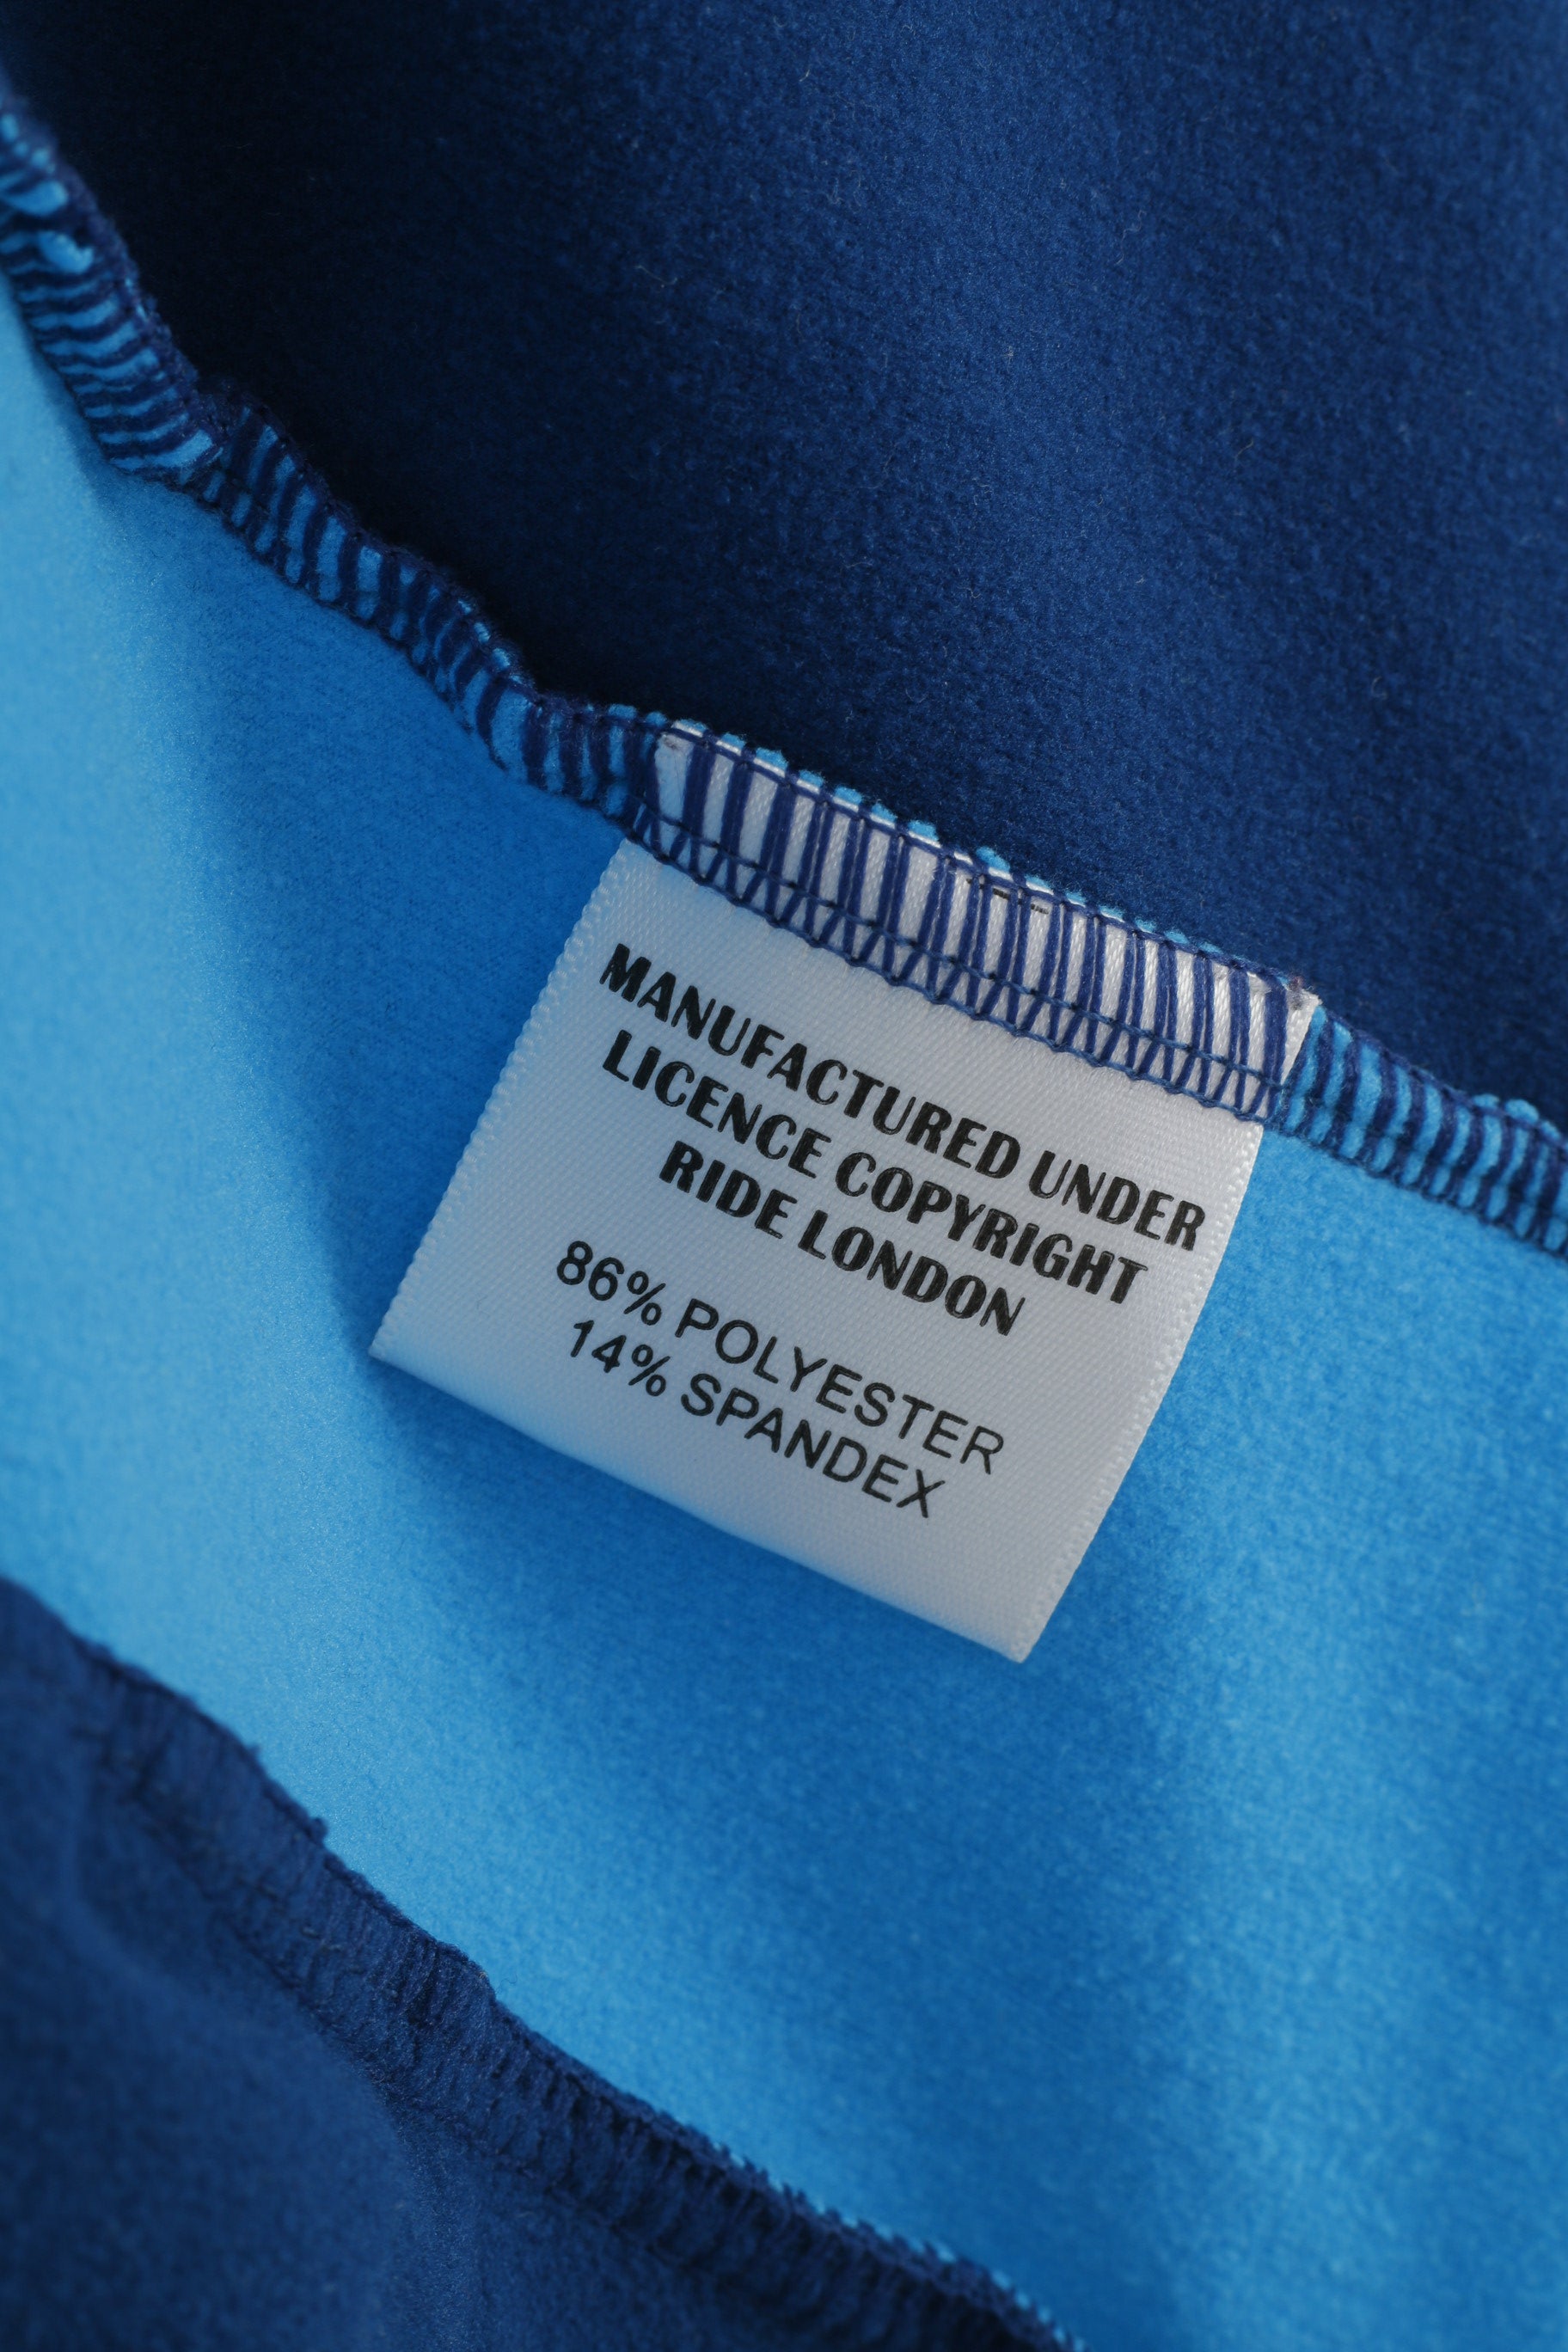 MANUFACTURED UNDER
LICENCE COPYRIGHT
RIDE LONDON
86% POLYESTER
14% SPANDEX